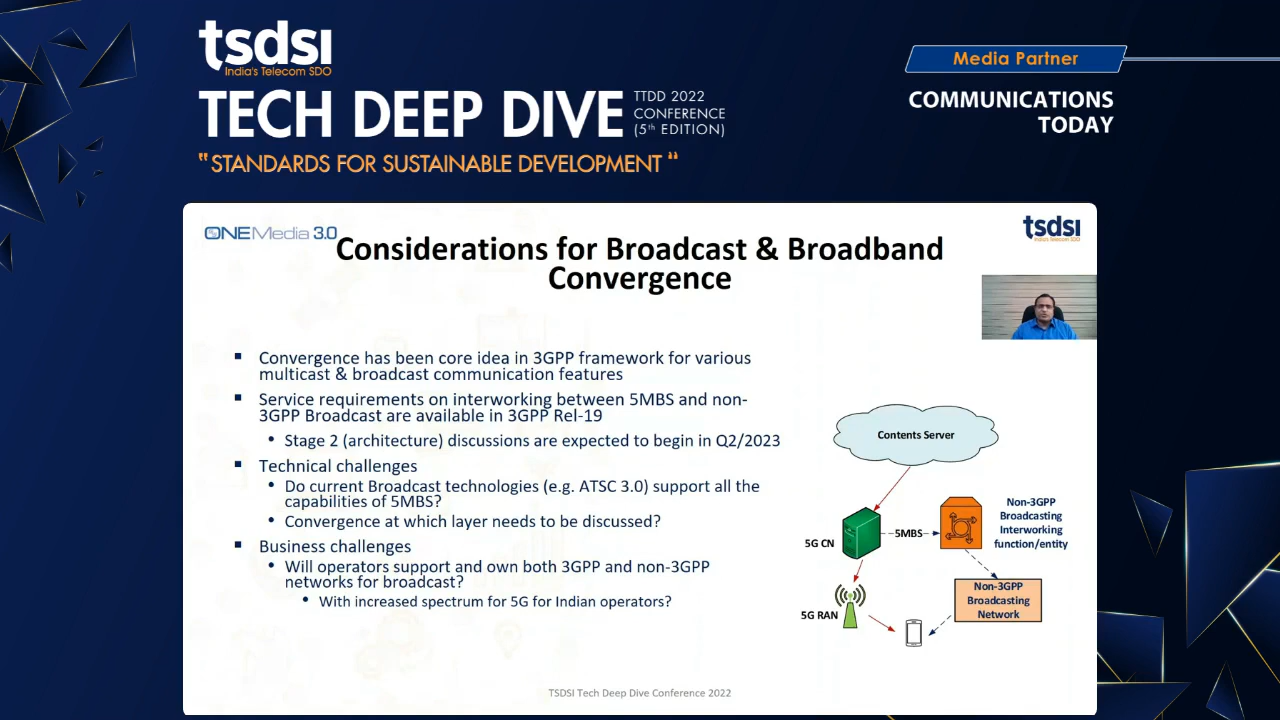 tsdsi
India's Telecom SDO
TECH DEEP DIVE
TTDD 2022
CONFERENCE
(5th EDITION)
"STANDARDS FOR SUSTAINABLE DEVELOPMENT "
Media Partner
COMMUNICATIONS
TODAY
ONEMedia 3.0
tsdsi
India's Telecom SDO
Considerations for Broadcast & Broadband
Convergence
▪ Convergence has been core idea in 3GPP framework for various
multicast & broadcast communication features
▪ Service requirements on interworking between 5MBS and non-
3GPP Broadcast are available in 3GPP Rel-19
• Stage 2 (architecture) discussions are expected to begin in Q2/2023
▪ Technical challenges
• Do current Broadcast technologies (e.g. ATSC 3.0) support all the
capabilities of 5MBS?
• Convergence at which layer needs to be discussed?
▪ Business challenges
• Will operators support and own both 3GPP and non-3GPP
networks for broadcast?
• With increased spectrum for 5G for Indian operators?
Contents Server
5G CN
5MBS
Non-3GPP
Broadcasting
Interworking
function/entity
5G RAN
Non-3GPP
Broadcasting
Network
TSDSI Tech Deep Dive Conference 2022